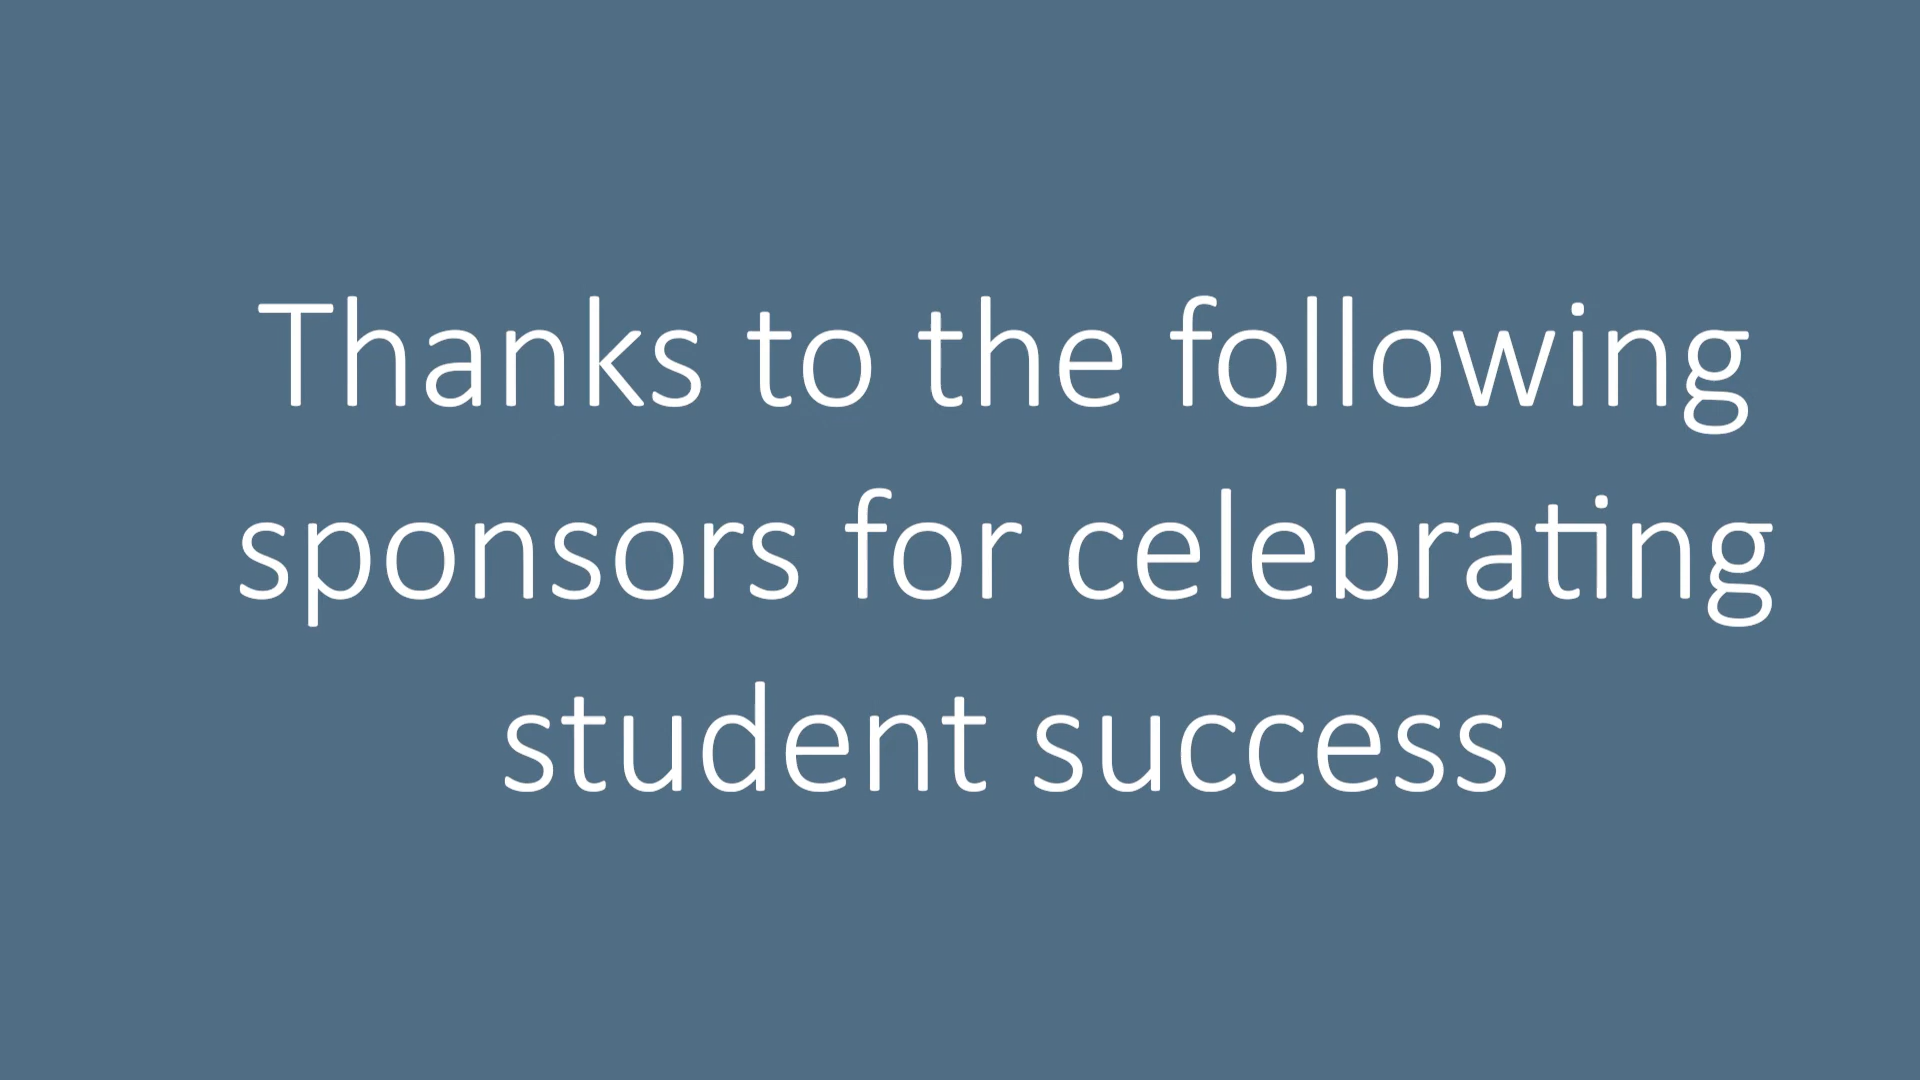 Thanks to the following
sponsors for celebrating
student success